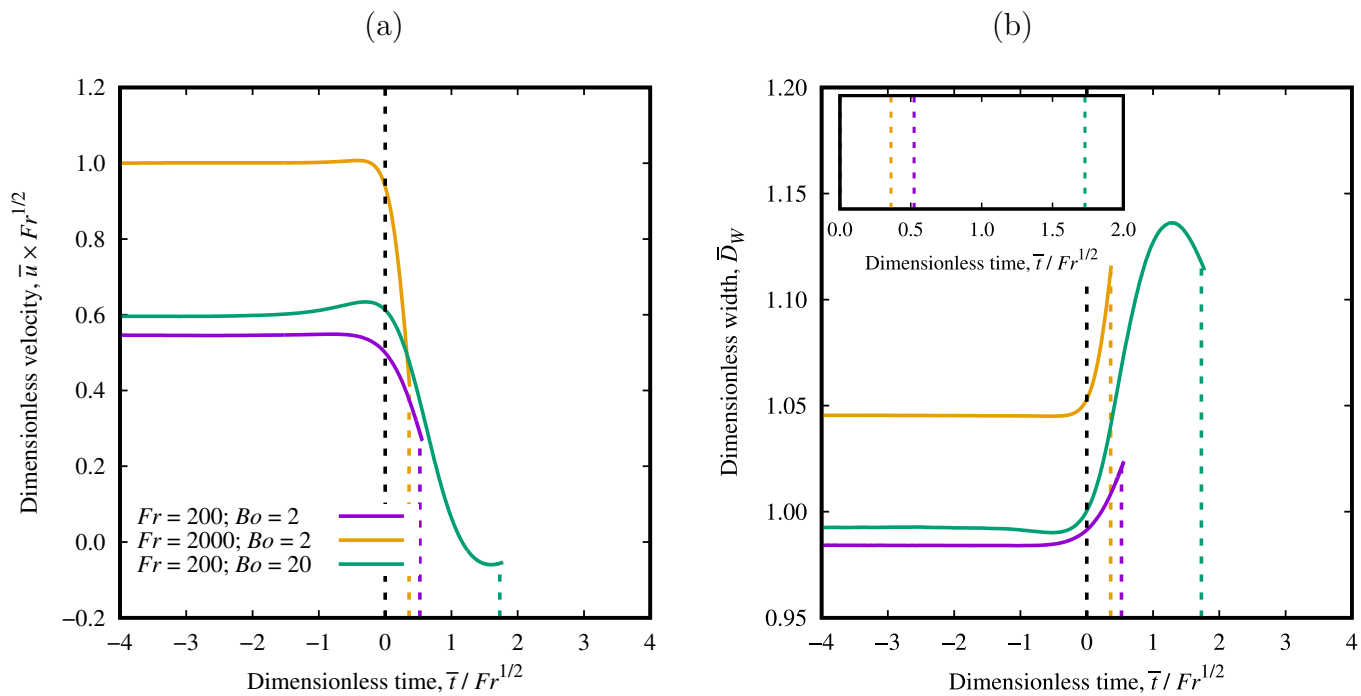 (a)
1.2
1.0
0.8
0.6
0.4
0.2
0.0
−0.2
Dimensionless velocity, u̅ × Fr^1/2
Fr = 200; Bo = 2
Fr = 2000; Bo = 2
Fr = 200; Bo = 20
−4 −3 −2 −1 0 1 2 3 4
Dimensionless time, t̅ / Fr^1/2
(b)
1.20
1.15
1.10
1.05
1.00
0.95
Dimensionless width, D̅_W
0.0 0.5 1.0 1.5 2.0
Dimensionless time, t̅ / Fr^1/2
−4 −3 −2 −1 0 1 2 3 4
Dimensionless time, t̅ / Fr^1/2